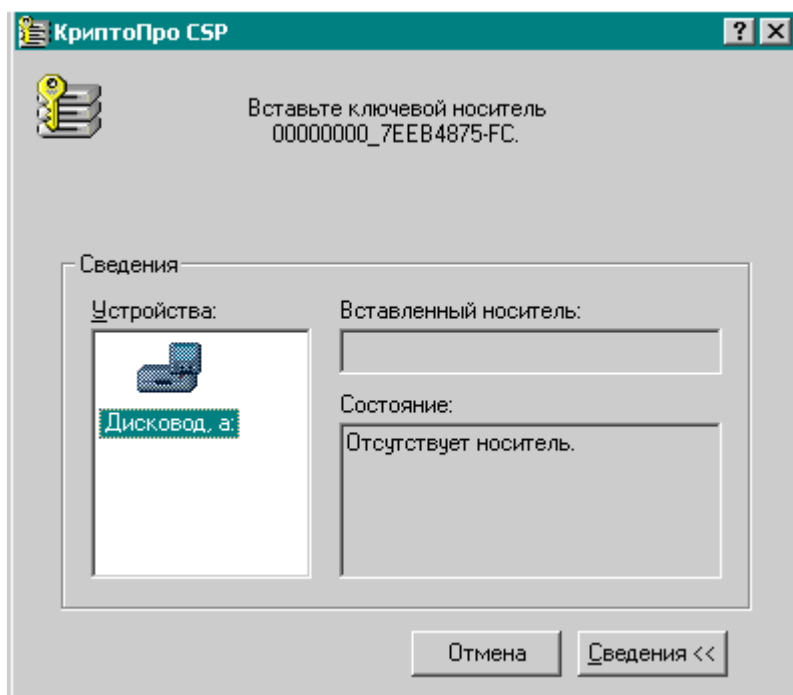 КриптоПро CSP
Вставьте ключевой носитель
00000000_7EEB4875-FC.
Сведения
Устройства:
Вставленный носитель:
Дисковод, a:
Состояние:
Отсутствует носитель.
Отмена
Сведения <<